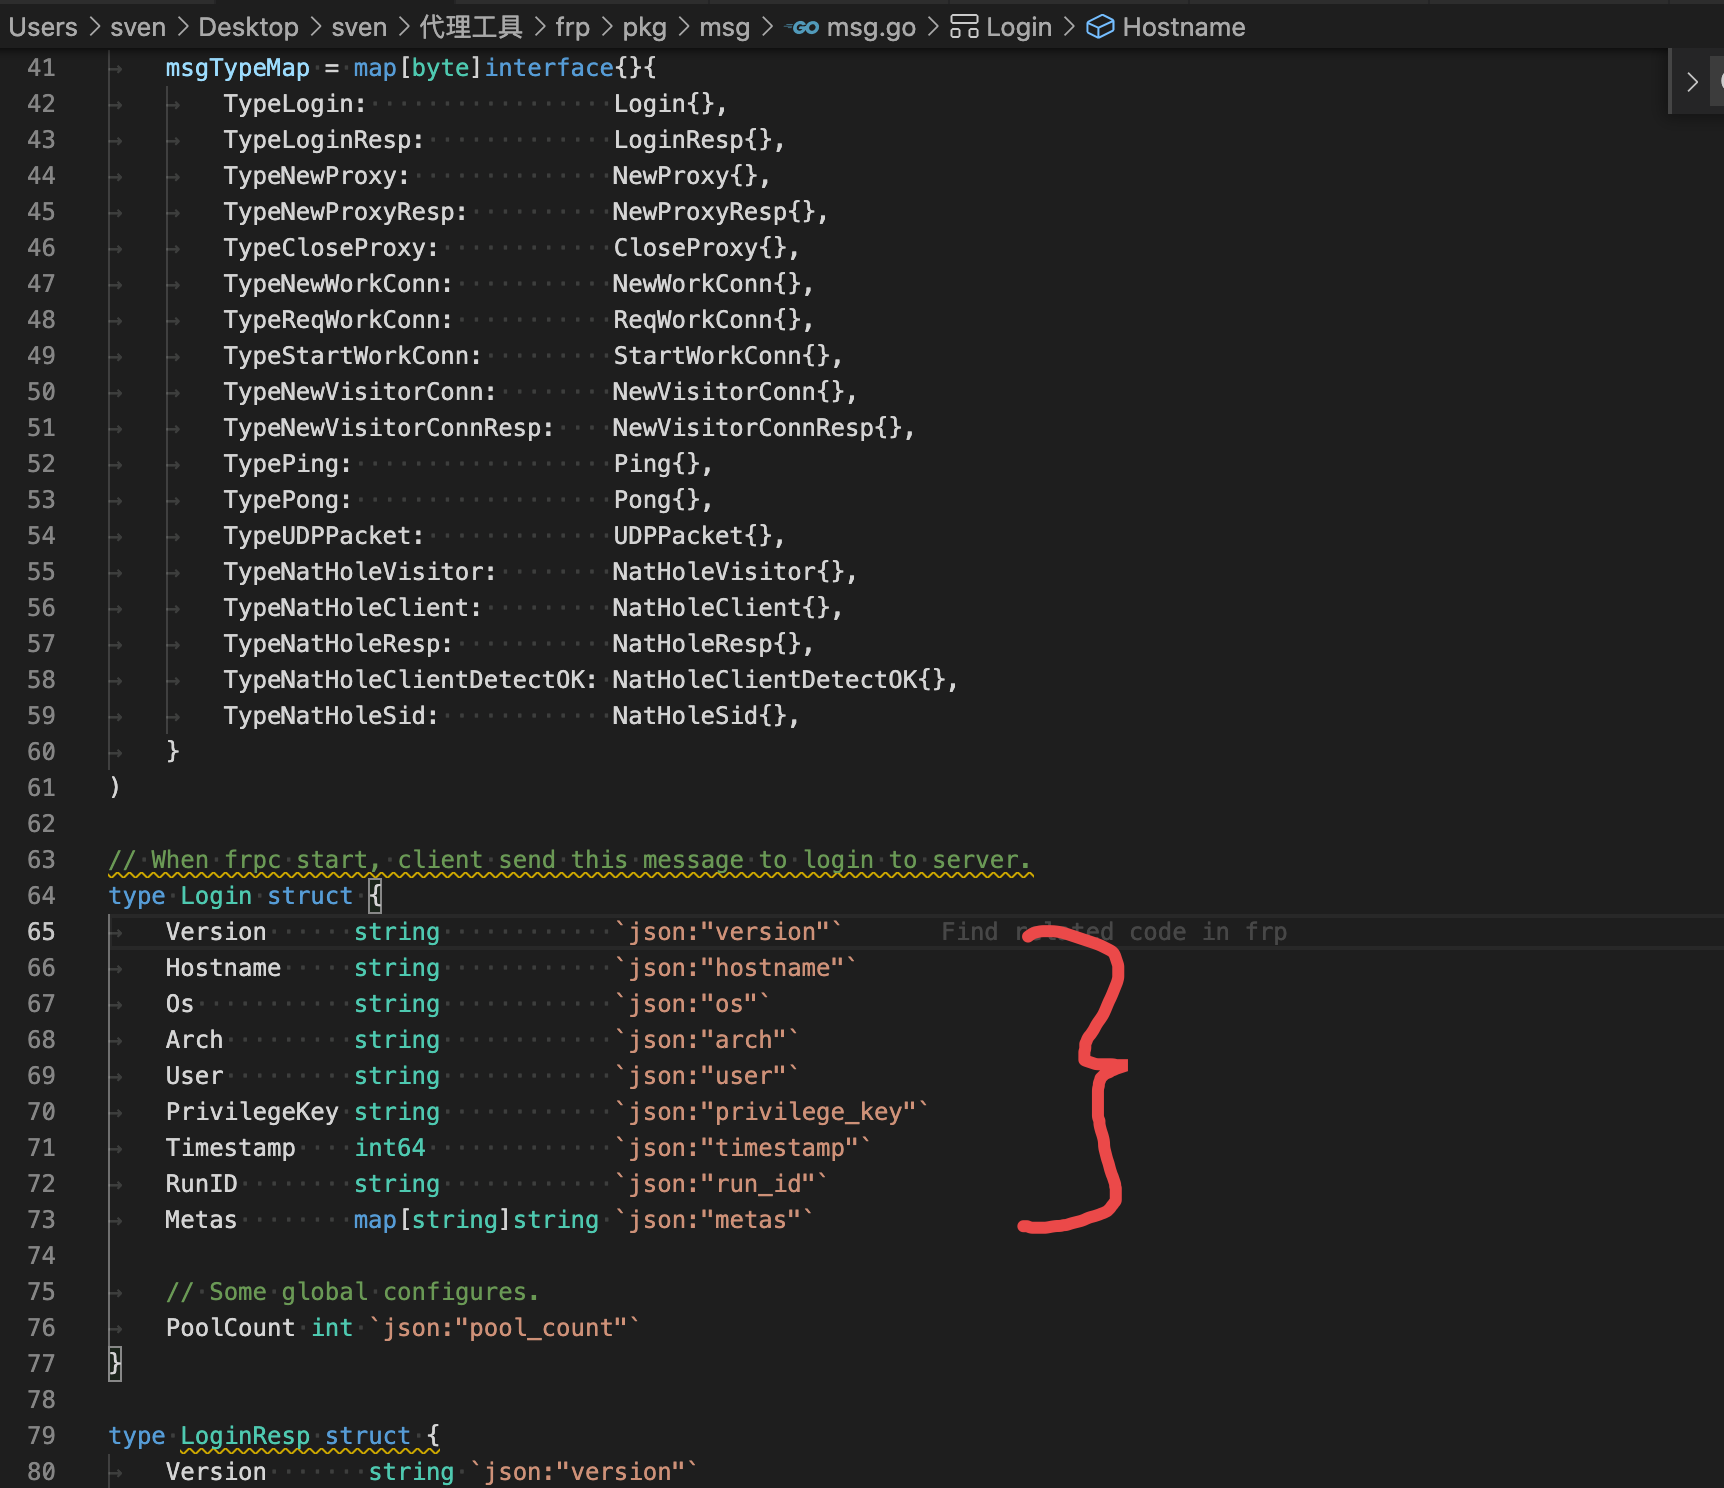 Users > sven > Desktop > sven > 代理工具 > frp > pkg > msg > GO msg.go > Login > Hostname
41 msgTypeMap = map[byte]interface{}{
42 TypeLogin: Login{},
43 TypeLoginResp: LoginResp{},
44 TypeNewProxy: NewProxy{},
45 TypeNewProxyResp: NewProxyResp{},
46 TypeCloseProxy: CloseProxy{},
47 TypeNewWorkConn: NewWorkConn{},
48 TypeReqWorkConn: ReqWorkConn{},
49 TypeStartWorkConn: StartWorkConn{},
50 TypeNewVisitorConn: NewVisitorConn{},
51 TypeNewVisitorConnResp: NewVisitorConnResp{},
52 TypePing: Ping{},
53 TypePong: Pong{},
54 TypeUDPPacket: UDPPacket{},
55 TypeNatHoleVisitor: NatHoleVisitor{},
56 TypeNatHoleClient: NatHoleClient{},
57 TypeNatHoleResp: NatHoleResp{},
58 TypeNatHoleClientDetectOK: NatHoleClientDetectOK{},
59 TypeNatHoleSid: NatHoleSid{},
60 }
61 )
62
63 // When frpc start, client send this message to login to server.
64 type Login struct {
65 Version string `json:"version"` Find related code in frp
66 Hostname string `json:"hostname"`
67 Os string `json:"os"`
68 Arch string `json:"arch"`
69 User string `json:"user"`
70 PrivilegeKey string `json:"privilege_key"`
71 Timestamp int64 `json:"timestamp"`
72 RunID string `json:"run_id"`
73 Metas map[string]string `json:"metas"`
74
75 // Some global configures.
76 PoolCount int `json:"pool_count"`
77 }
78
79 type LoginResp struct {
80 Version string `json:"version"`